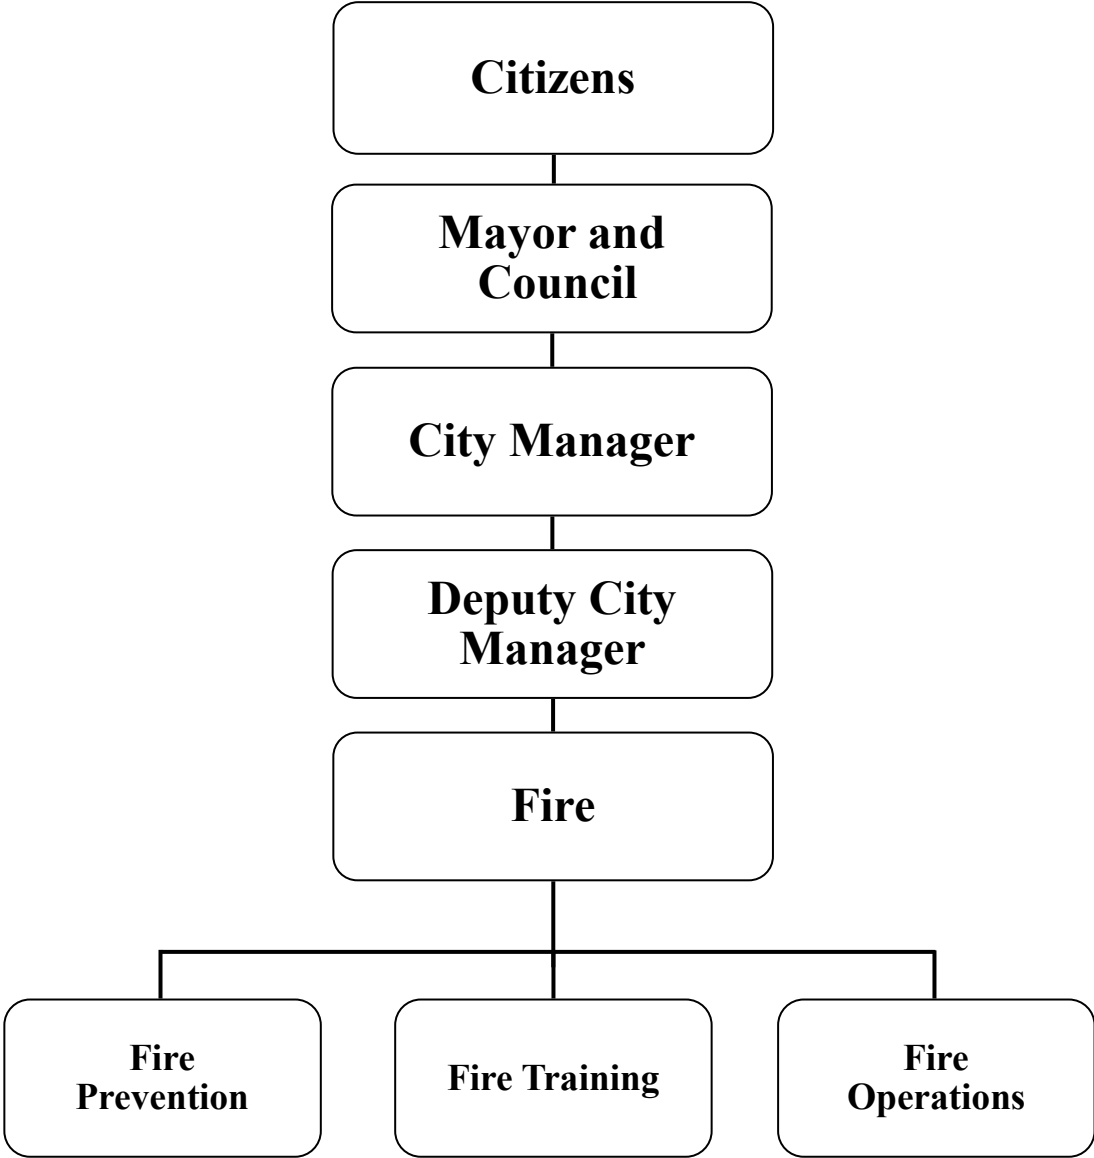 Citizens
Mayor and
Council
City Manager
Deputy City
Manager
Fire
Fire
Prevention
Fire Training
Fire
Operations